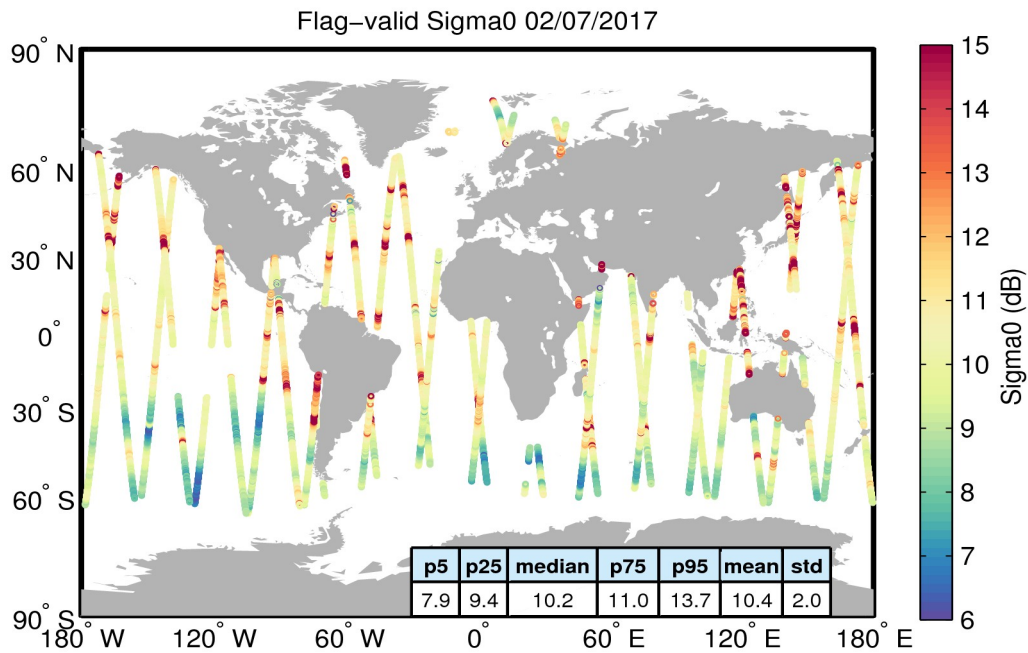 Flag−valid Sigma0 02/07/2017
90° N
60° N
30° N
0°
30° S
60° S
90° S
180° W
120° W
60° W
0°
60° E
120° E
180° E
p5 p25 median p75 p95 mean std
7.9 9.4 10.2 11.0 13.7 10.4 2.0
15
14
13
12
11
10
9
8
7
6
Sigma0 (dB)